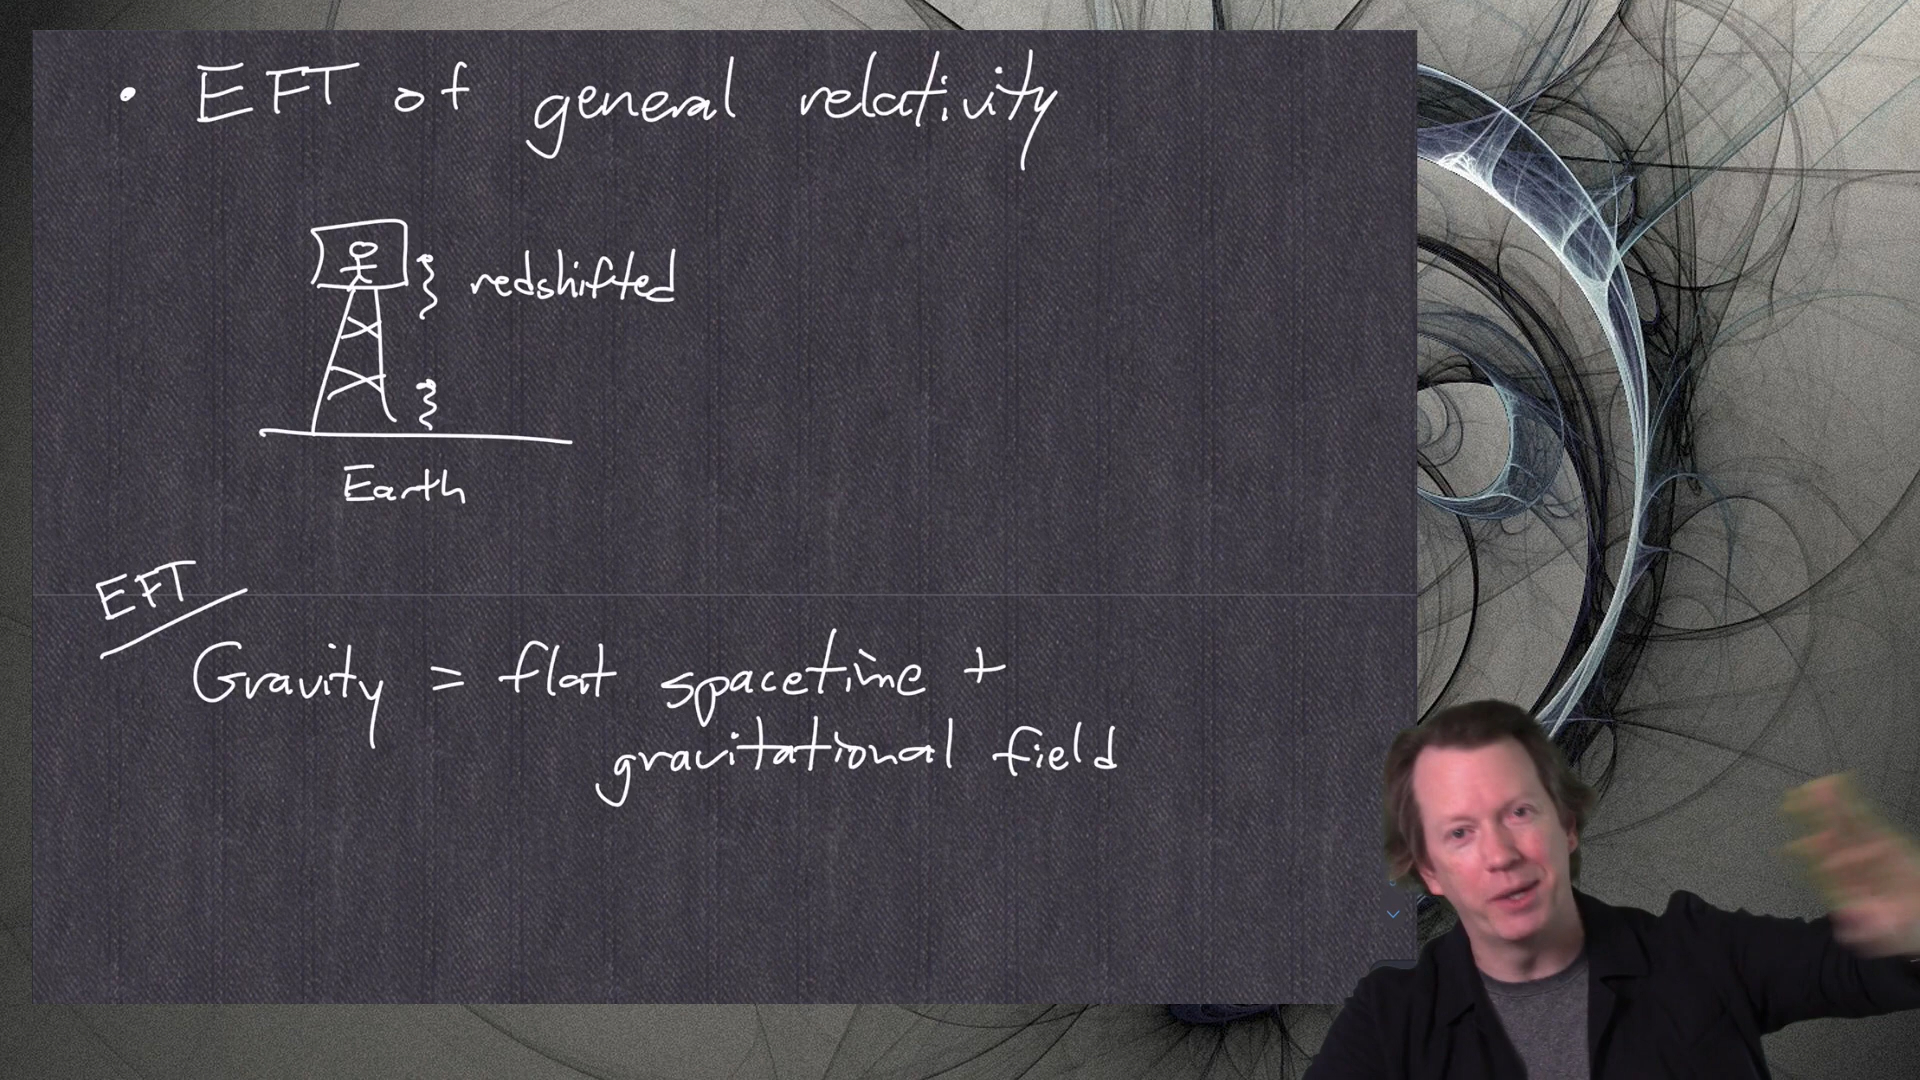 • EFT of general relativity
redshifted
Earth
EFT
Gravity = flat spacetime +
gravitational field